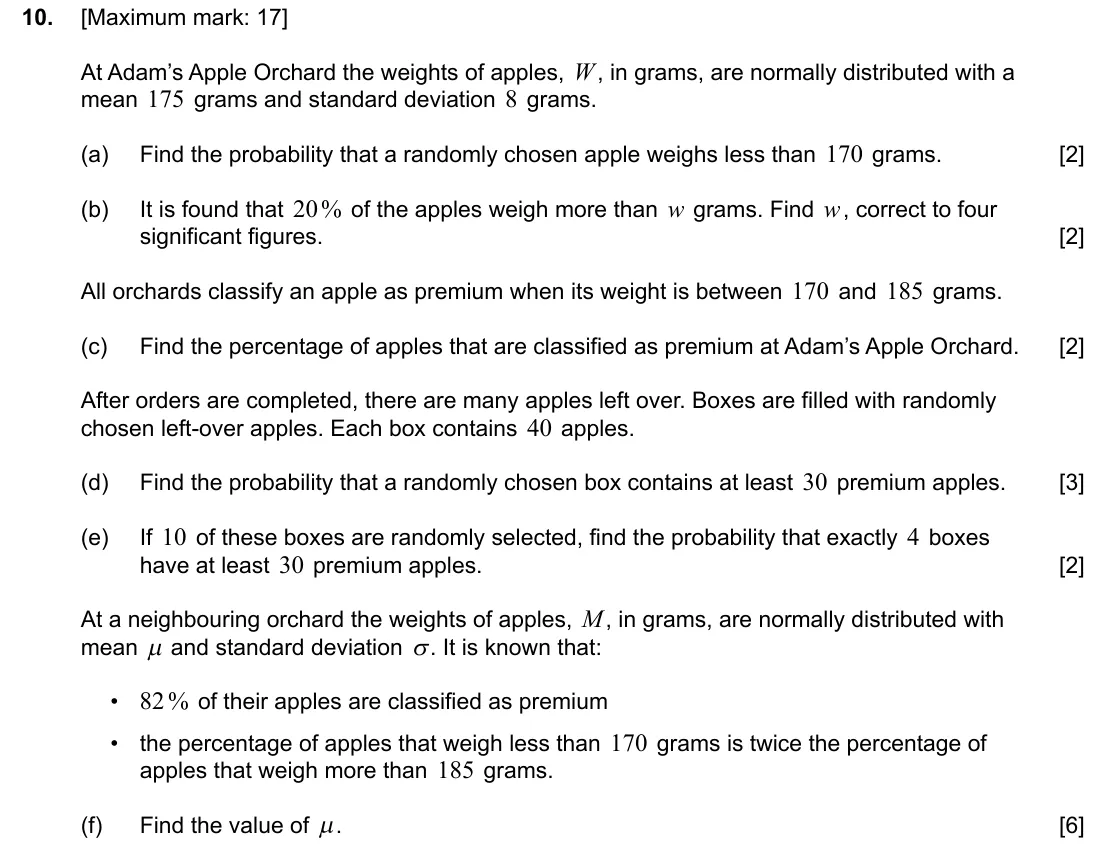 10. [Maximum mark: 17]
At Adam’s Apple Orchard the weights of apples, W, in grams, are normally distributed with a
mean 175 grams and standard deviation 8 grams.
(a) Find the probability that a randomly chosen apple weighs less than 170 grams. [2]
(b) It is found that 20% of the apples weigh more than w grams. Find w, correct to four
significant figures. [2]
All orchards classify an apple as premium when its weight is between 170 and 185 grams.
(c) Find the percentage of apples that are classified as premium at Adam’s Apple Orchard. [2]
After orders are completed, there are many apples left over. Boxes are filled with randomly
chosen left-over apples. Each box contains 40 apples.
(d) Find the probability that a randomly chosen box contains at least 30 premium apples. [3]
(e) If 10 of these boxes are randomly selected, find the probability that exactly 4 boxes
have at least 30 premium apples. [2]
At a neighbouring orchard the weights of apples, M, in grams, are normally distributed with
mean μ and standard deviation σ. It is known that:
• 82% of their apples are classified as premium
• the percentage of apples that weigh less than 170 grams is twice the percentage of
apples that weigh more than 185 grams.
(f) Find the value of μ. [6]